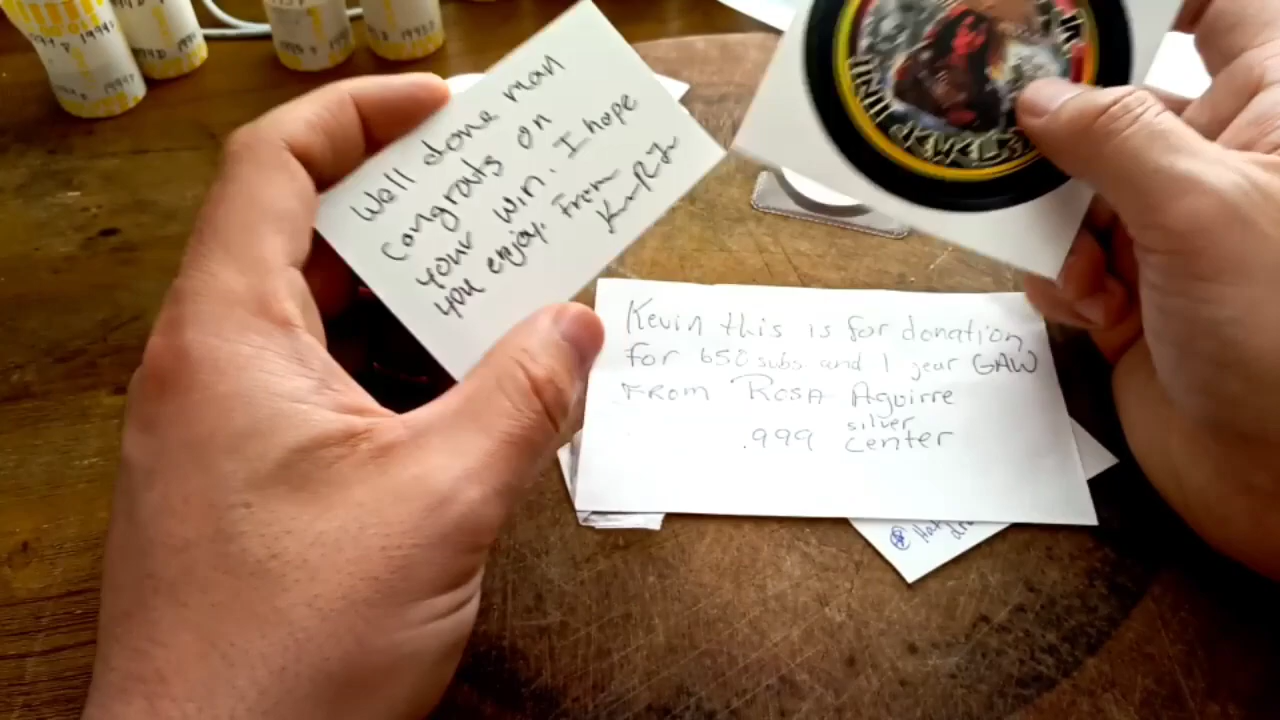 Well done man
Congrats on
your win. I hope
you enjoy. From
Kevin this is for donation
for 650 subs and 1 year GAW
From Rosa Aguirre
silver
.999 center